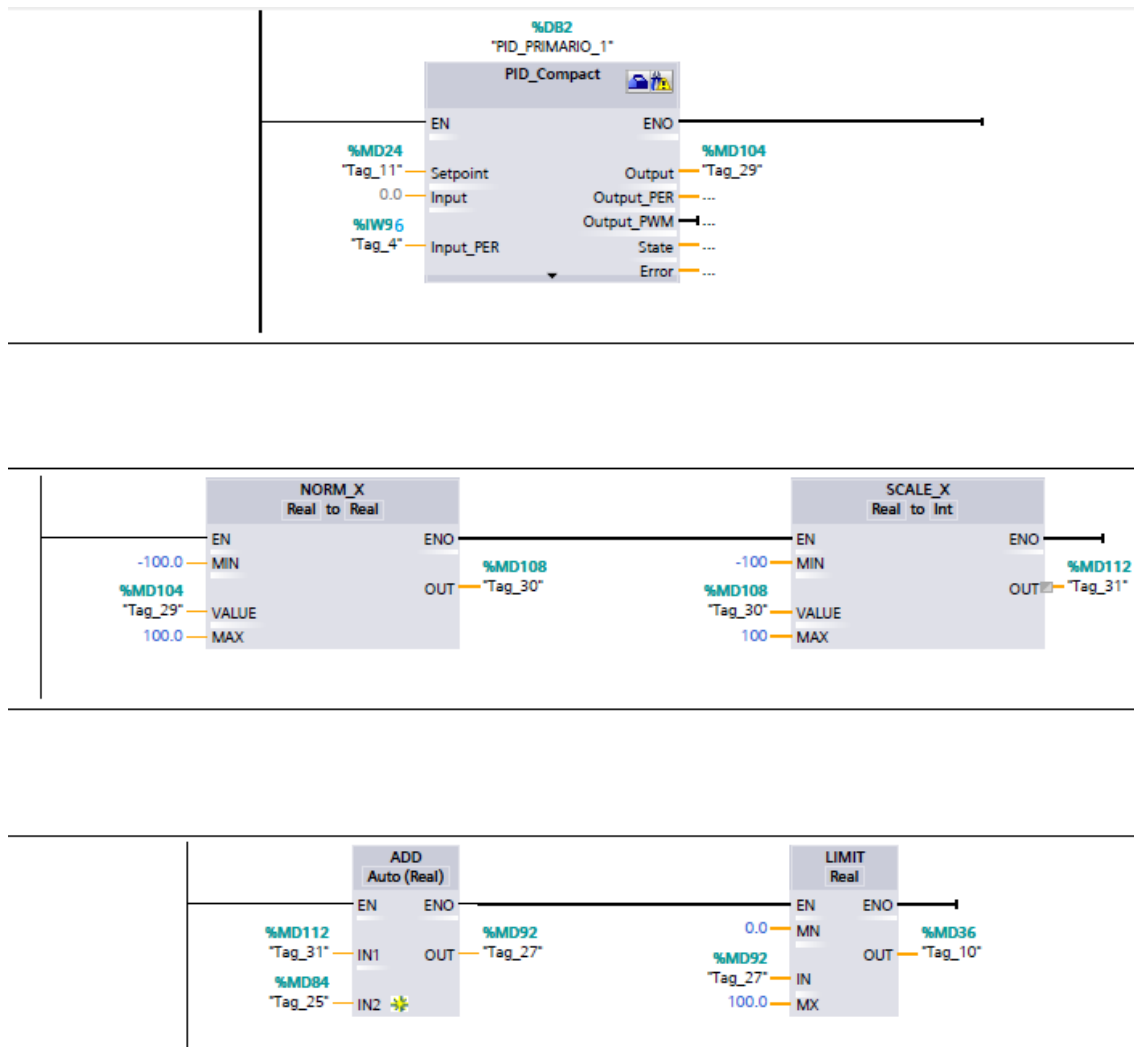 %DB2
"PID_PRIMARIO_1"
PID_Compact
EN ENO
%MD24 %MD104
"Tag_11" Setpoint Output "Tag_29"
0.0 Input Output_PER ...
%IW96 Output_PWM ...
"Tag_4" Input_PER State ...
Error ...
NORM_X
Real to Real
EN ENO
-100.0 MIN
%MD108
%MD104 OUT "Tag_30"
"Tag_29" VALUE
100.0 MAX
SCALE_X
Real to Int
EN ENO
-100 MIN
%MD112
%MD108 OUT "Tag_31"
"Tag_30" VALUE
100 MAX
ADD
Auto (Real)
EN ENO
%MD112 %MD92
"Tag_31" IN1 OUT "Tag_27"
%MD84
"Tag_25" IN2
LIMIT
Real
EN ENO
0.0 MN
%MD36
%MD92 OUT "Tag_10"
"Tag_27" IN
100.0 MX